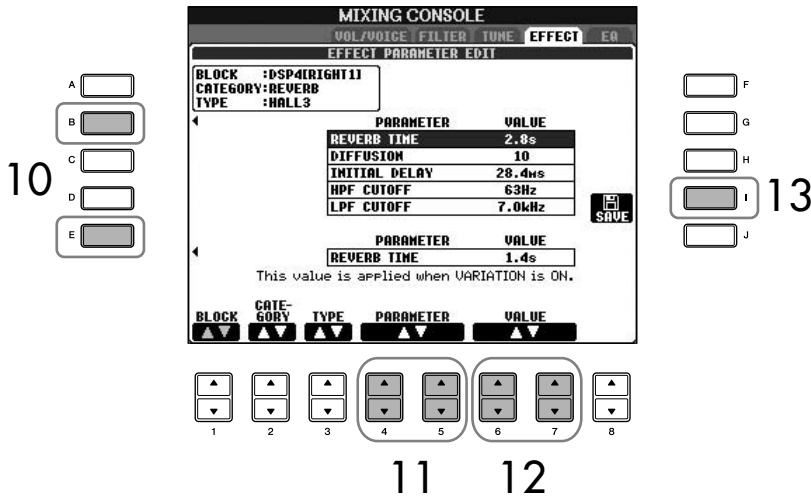 MIXING CONSOLE
VOL/VOICE FILTER TUNE EFFECT EQ
EFFECT PARAMETER EDIT
BLOCK :DSP4[RIGHT1]
CATEGORY:REVERB
TYPE :HALL3
PARAMETER VALUE
REVERB TIME 2.8s
DIFFUSION 10
INITIAL DELAY 28.4ms
HPF CUTOFF 63Hz
LPF CUTOFF 7.0kHz
SAVE
PARAMETER VALUE
REVERB TIME 1.4s
This value is applied when VARIATION is ON.
BLOCK CATE-GORY TYPE PARAMETER VALUE
A
B
C
D
E
10
F
G
H
I
J
13
1 2 3 4 5 6 7 8
11 12